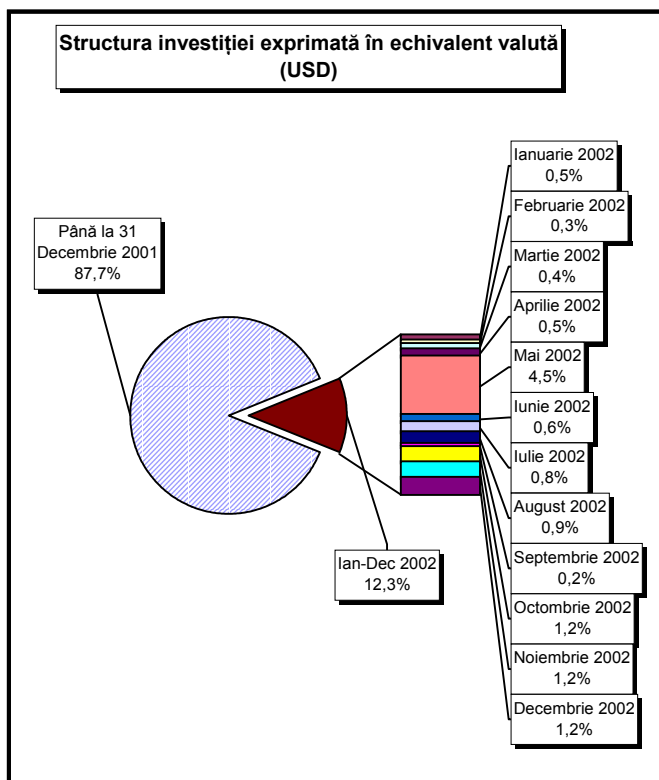 Structura investiției exprimată în echivalent valută
(USD)
Până la 31
Decembrie 2001
87,7%
Ian-Dec 2002
12,3%
Ianuarie 2002
0,5%
Februarie 2002
0,3%
Martie 2002
0,4%
Aprilie 2002
0,5%
Mai 2002
4,5%
Iunie 2002
0,6%
Iulie 2002
0,8%
August 2002
0,9%
Septembrie 2002
0,2%
Octombrie 2002
1,2%
Noiembrie 2002
1,2%
Decembrie 2002
1,2%